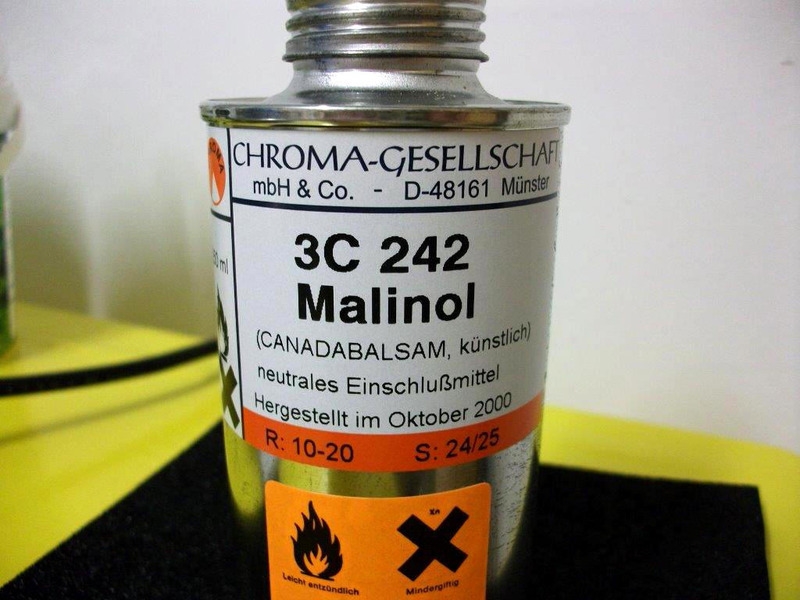 CHROMA-GESELLSCHAFT
mbH & Co. - D-48161 Münster
3C 242
Malinol
(CANADABALSAM, künstlich)
neutrales Einschlußmittel
Hergestellt im Oktober 2000
R: 10-20 S: 24/25
ml
Xn
Leicht entzündlich
Mindergiftig